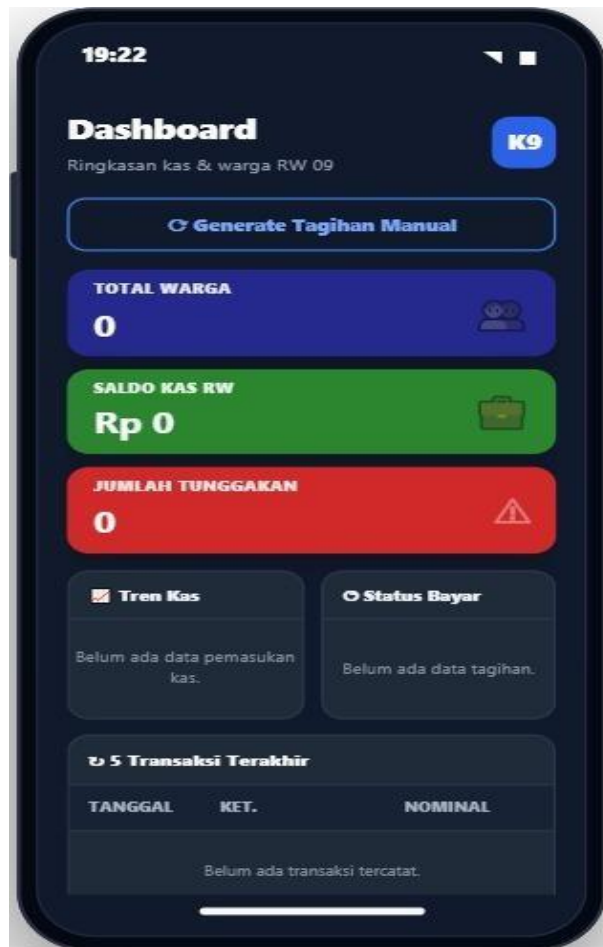 19:22
Dashboard
K9
Ringkasan kas & warga RW 09
⟳ Generate Tagihan Manual
TOTAL WARGA
0
SALDO KAS RW
Rp 0
JUMLAH TUNGGAKAN
0
Tren Kas
Status Bayar
Belum ada data pemasukan
kas.
Belum ada data tagihan.
↻ 5 Transaksi Terakhir
TANGGAL KET. NOMINAL
Belum ada transaksi tercatat.